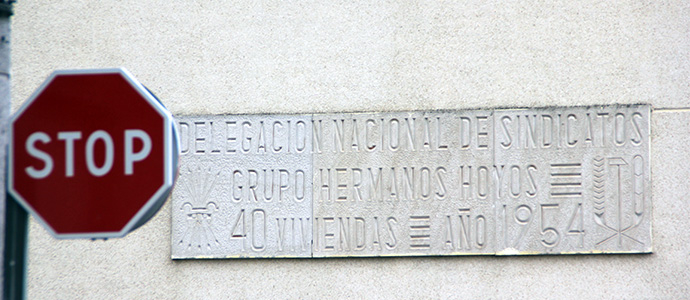 STOP
DELEGACION NACIONAL DE SINDICATOS
GRUPO HERMANOS HOYOS
40 VIVIENDAS AÑO 1954